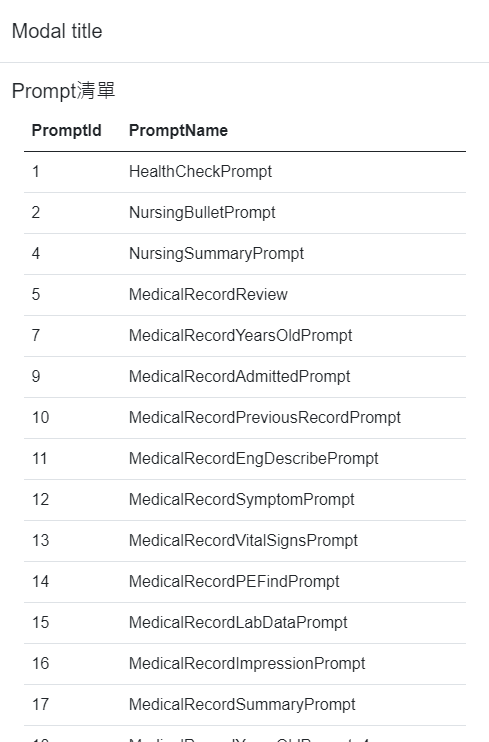 Modal title
Prompt清單
PromptId PromptName
1 HealthCheckPrompt
2 NursingBulletPrompt
4 NursingSummaryPrompt
5 MedicalRecordReview
7 MedicalRecordYearsOldPrompt
9 MedicalRecordAdmittedPrompt
10 MedicalRecordPreviousRecordPrompt
11 MedicalRecordEngDescribePrompt
12 MedicalRecordSymptomPrompt
13 MedicalRecordVitalSignsPrompt
14 MedicalRecordPEFindPrompt
15 MedicalRecordLabDataPrompt
16 MedicalRecordImpressionPrompt
17 MedicalRecordSummaryPrompt